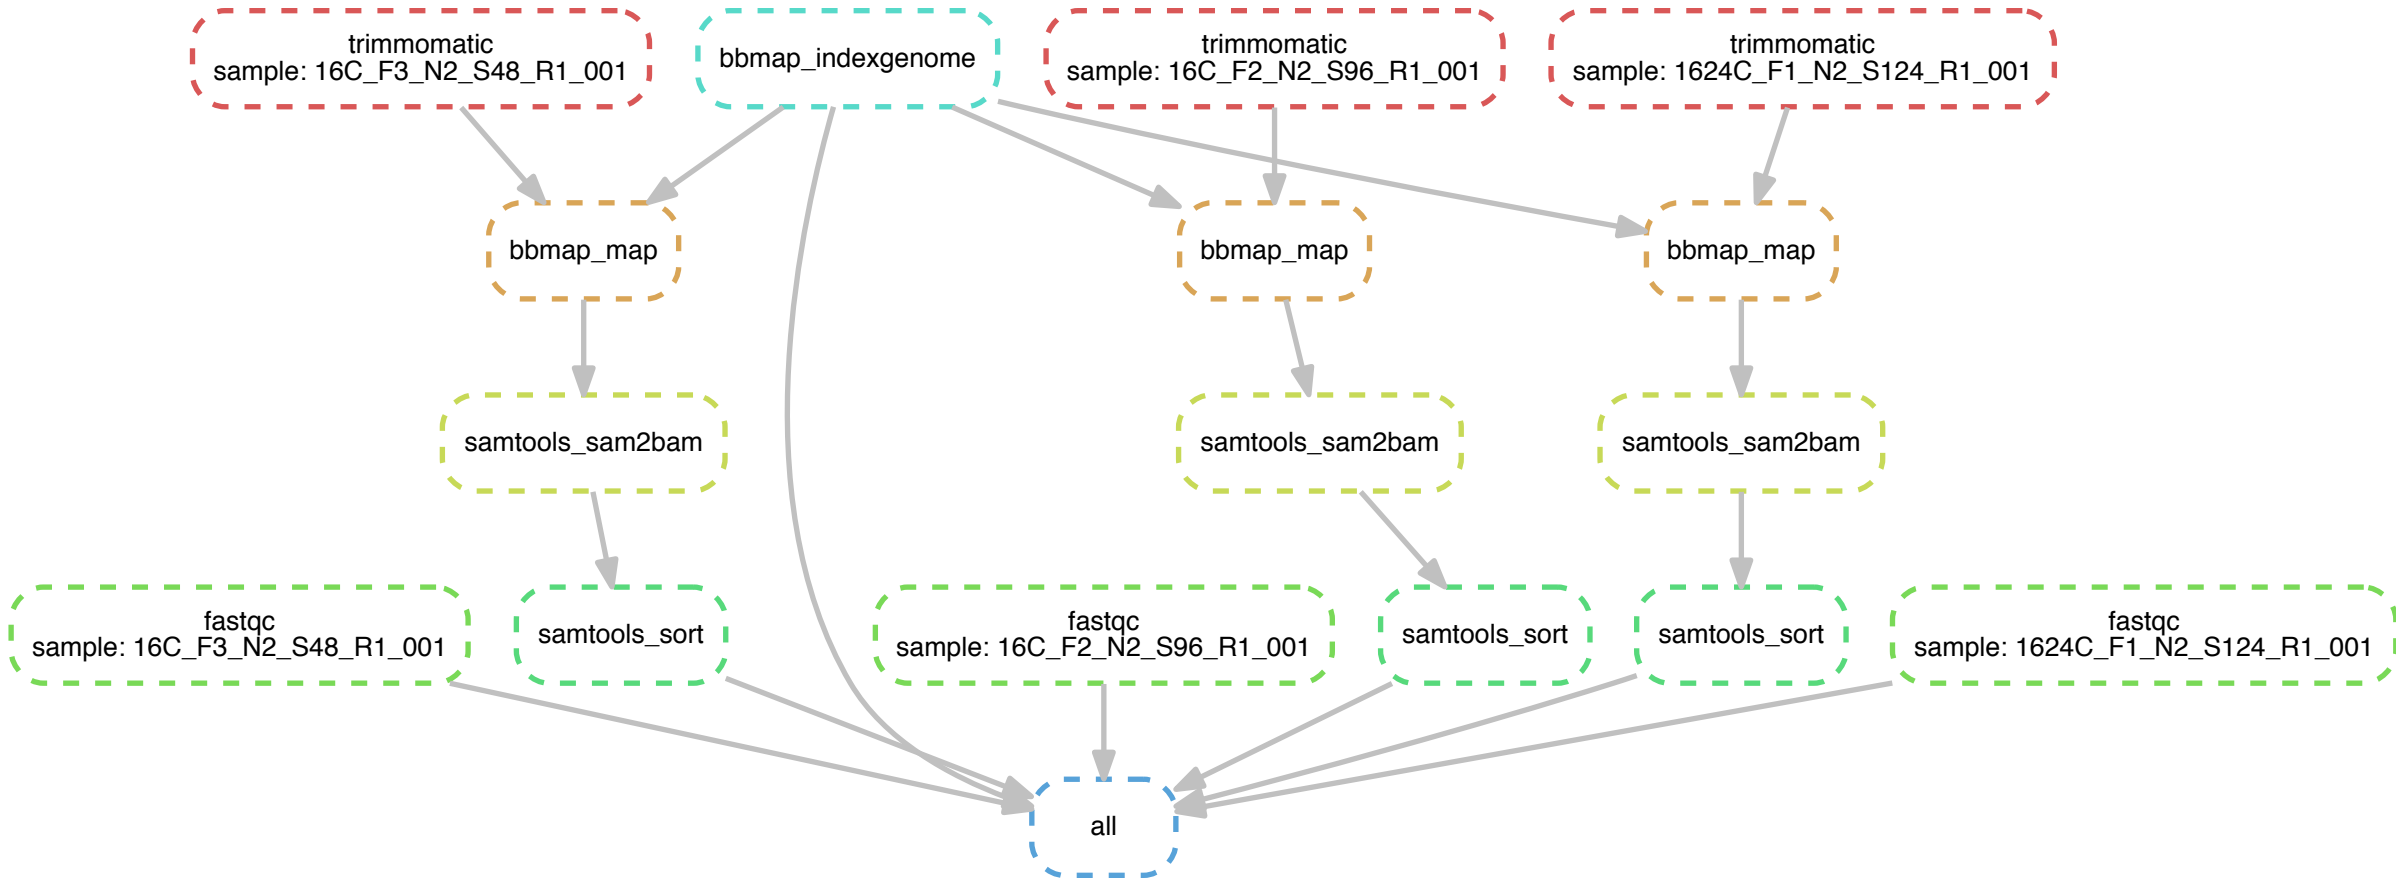 trimmomatic
sample: 16C_F3_N2_S48_R1_001
bbmap_indexgenome
trimmomatic
sample: 16C_F2_N2_S96_R1_001
trimmomatic
sample: 1624C_F1_N2_S124_R1_001
bbmap_map
bbmap_map
bbmap_map
samtools_sam2bam
samtools_sam2bam
samtools_sam2bam
fastqc
sample: 16C_F3_N2_S48_R1_001
samtools_sort
fastqc
sample: 16C_F2_N2_S96_R1_001
samtools_sort
samtools_sort
fastqc
sample: 1624C_F1_N2_S124_R1_001
all